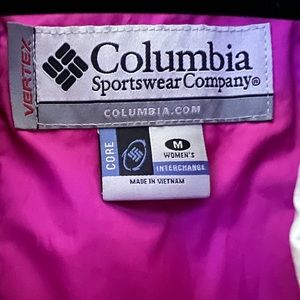 VERTEX
Columbia
Sportswear Company®
COLUMBIA.COM
CORE
M
WOMEN'S
INTERCHANGE
MADE IN VIETNAM